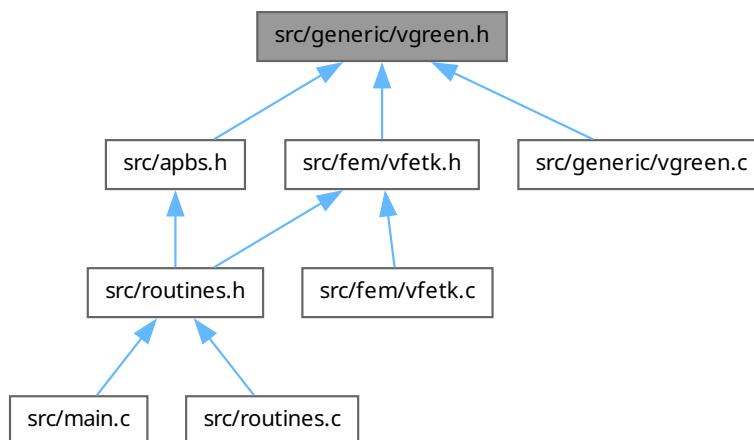 src/generic/vgreen.h
src/apbs.h
src/fem/vfetk.h
src/generic/vgreen.c
src/routines.h
src/fem/vfetk.c
src/main.c
src/routines.c